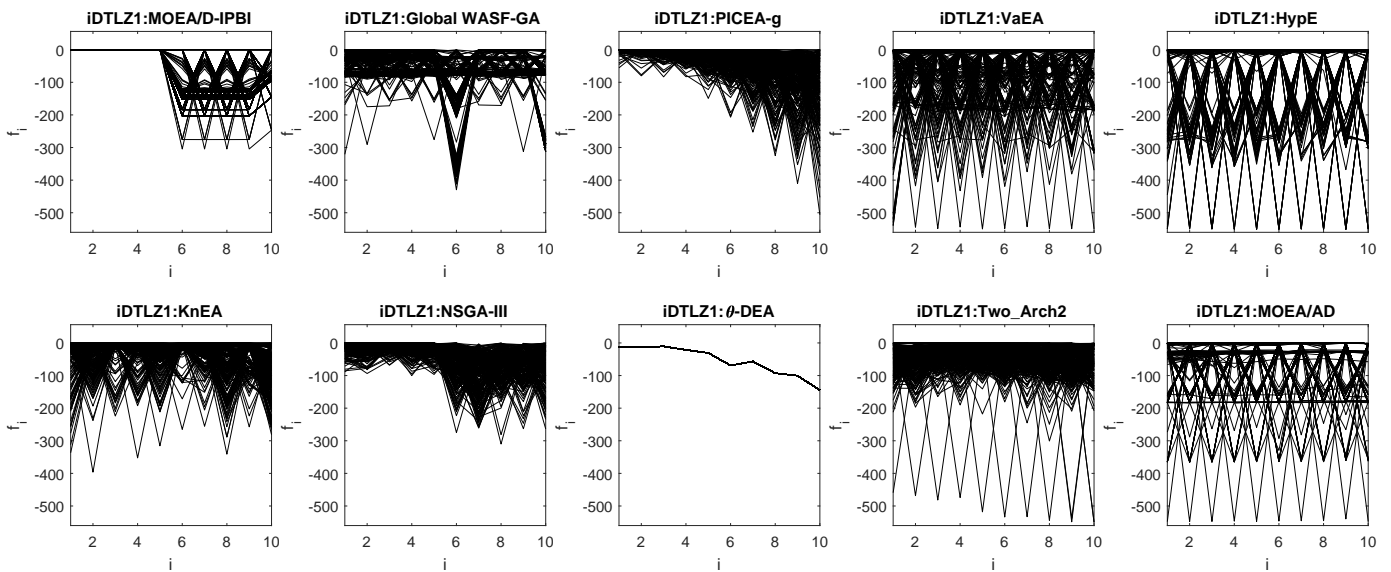 iDTLZ1:MOEA/D-IPBI
iDTLZ1:Global WASF-GA
iDTLZ1:PICEA-g
iDTLZ1:VaEA
iDTLZ1:HypE
0
-100
-200
-300
-400
-500
f_i
2 4 6 8 10
i
0
-100
-200
-300
-400
-500
f_i
2 4 6 8 10
i
0
-100
-200
-300
-400
-500
f_i
2 4 6 8 10
i
0
-100
-200
-300
-400
-500
f_i
2 4 6 8 10
i
0
-100
-200
-300
-400
-500
f_i
2 4 6 8 10
i
iDTLZ1:KnEA
iDTLZ1:NSGA-III
iDTLZ1:θ-DEA
iDTLZ1:Two_Arch2
iDTLZ1:MOEA/AD
0
-100
-200
-300
-400
-500
f_i
2 4 6 8 10
i
0
-100
-200
-300
-400
-500
f_i
2 4 6 8 10
i
0
-100
-200
-300
-400
-500
f_i
2 4 6 8 10
i
0
-100
-200
-300
-400
-500
f_i
2 4 6 8 10
i
0
-100
-200
-300
-400
-500
f_i
2 4 6 8 10
i